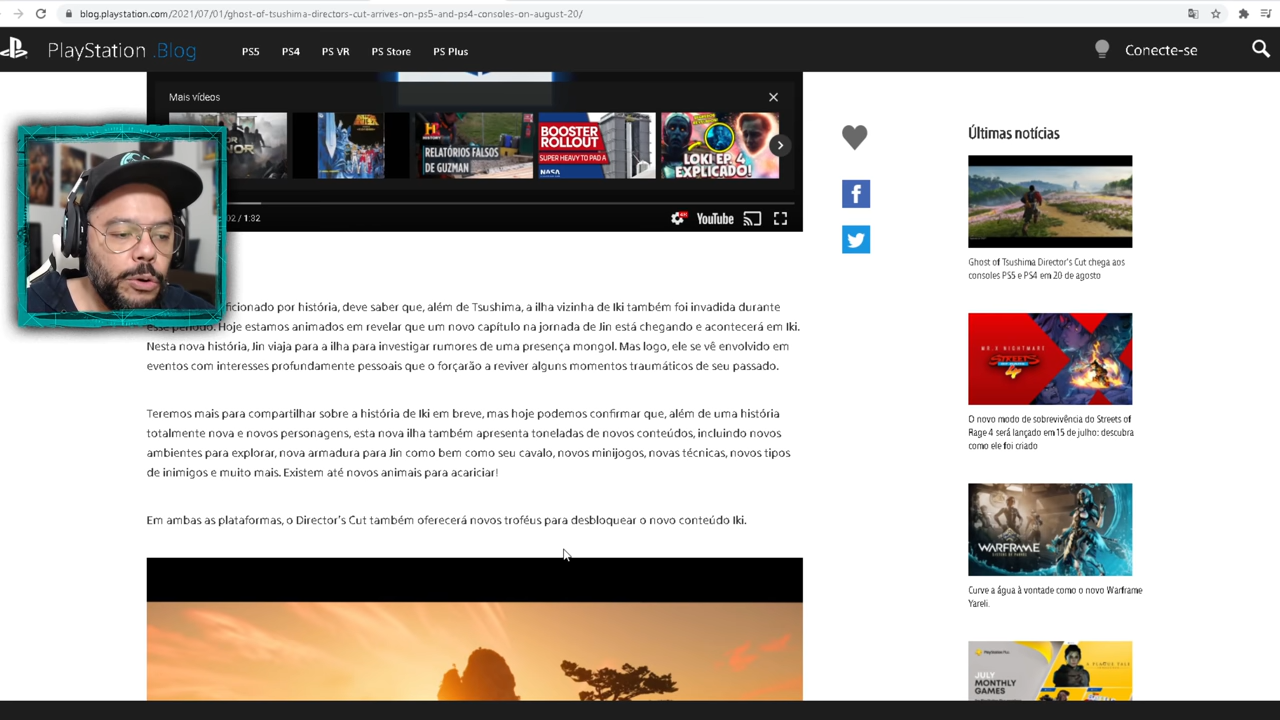 blog.playstation.com/2021/07/01/ghost-of-tsushima-directors-cut-arrives-on-ps5-and-ps4-consoles-on-august-20/
PlayStation.Blog
PS5 PS4 PS VR PS Store PS Plus
Conecte-se
Mais vídeos
HISTORY
RELATÓRIOS FALSOS
DE GUZMAN
BOOSTER
ROLLOUT
SUPER HEAVY TO PAD A
NASA
LOKI EP. 4
EXPLICADO!
/ 1:32
YouTube
por história, deve saber que, além de Tsushima, a ilha vizinha de Iki também foi invadida durante
esse período. Hoje estamos animados em revelar que um novo capítulo na jornada de Jin está chegando e acontecerá em Iki.
Nesta nova história, Jin viaja para a ilha para investigar rumores de uma presença mongol. Mas logo, ele se vê envolvido em
eventos com interesses profundamente pessoais que o forçarão a reviver alguns momentos traumáticos de seu passado.
Teremos mais para compartilhar sobre a história de Iki em breve, mas hoje podemos confirmar que, além de uma história
totalmente nova e novos personagens, esta nova ilha também apresenta toneladas de novos conteúdos, incluindo novos
ambientes para explorar, nova armadura para Jin como bem como seu cavalo, novos minijogos, novas técnicas, novos tipos
de inimigos e muito mais. Existem até novos animais para acariciar!
Em ambas as plataformas, o Director's Cut também oferecerá novos troféus para desbloquear o novo conteúdo Iki.
Últimas notícias
Ghost of Tsushima Director's Cut chega aos
consoles PS5 e PS4 em 20 de agosto
MR.X NIGHTMARE
STREETS
4
O novo modo de sobrevivência do Streets of
Rage 4 será lançado em 15 de julho: descubra
como ele foi criado
WARFRAME
Curve a água à vontade como o novo Warframe
Yareli.
PlayStation Plus
JULY
MONTHLY
GAMES
A PLAGUE TALE